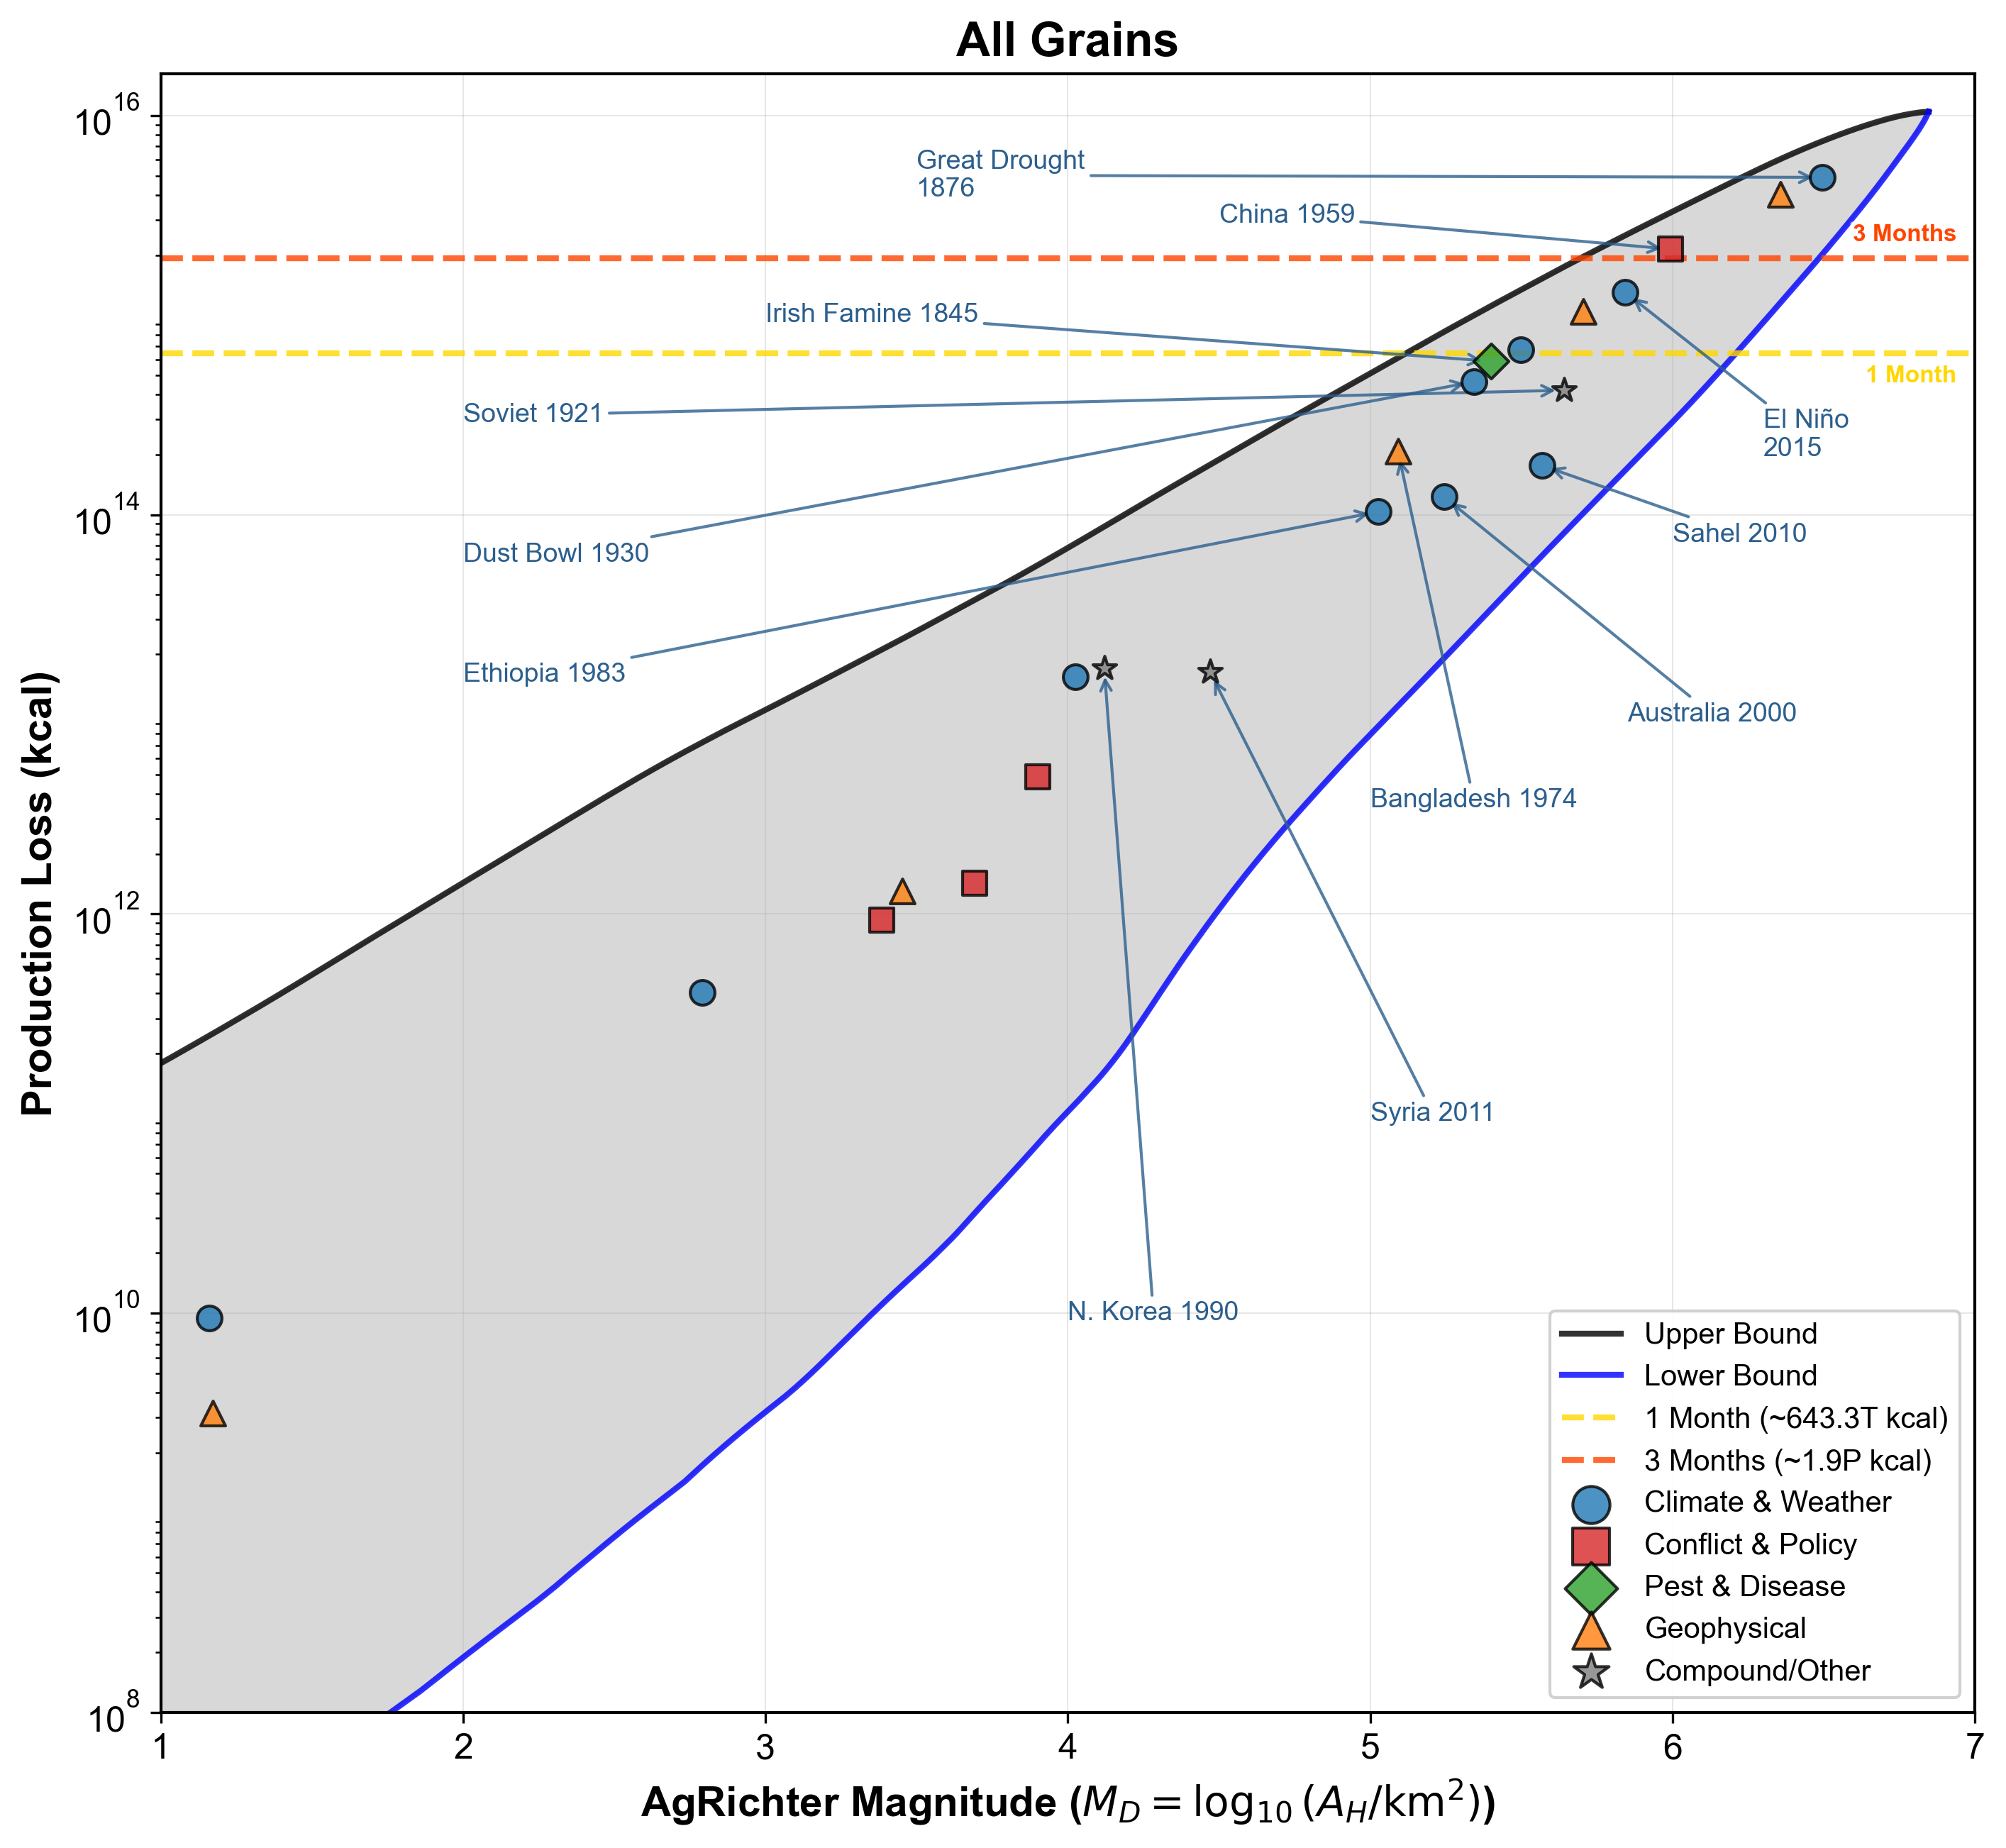 All Grains
10^16
10^14
10^12
10^10
10^8
Production Loss (kcal)
Great Drought
1876
China 1959
3 Months
Irish Famine 1845
1 Month
Soviet 1921
El Niño
2015
Sahel 2010
Dust Bowl 1930
Ethiopia 1983
Australia 2000
Bangladesh 1974
Syria 2011
N. Korea 1990
Upper Bound
Lower Bound
1 Month (~643.3T kcal)
3 Months (~1.9P kcal)
Climate & Weather
Conflict & Policy
Pest & Disease
Geophysical
Compound/Other
1 2 3 4 5 6 7
AgRichter Magnitude (M_D = log_10(A_H/km^2))